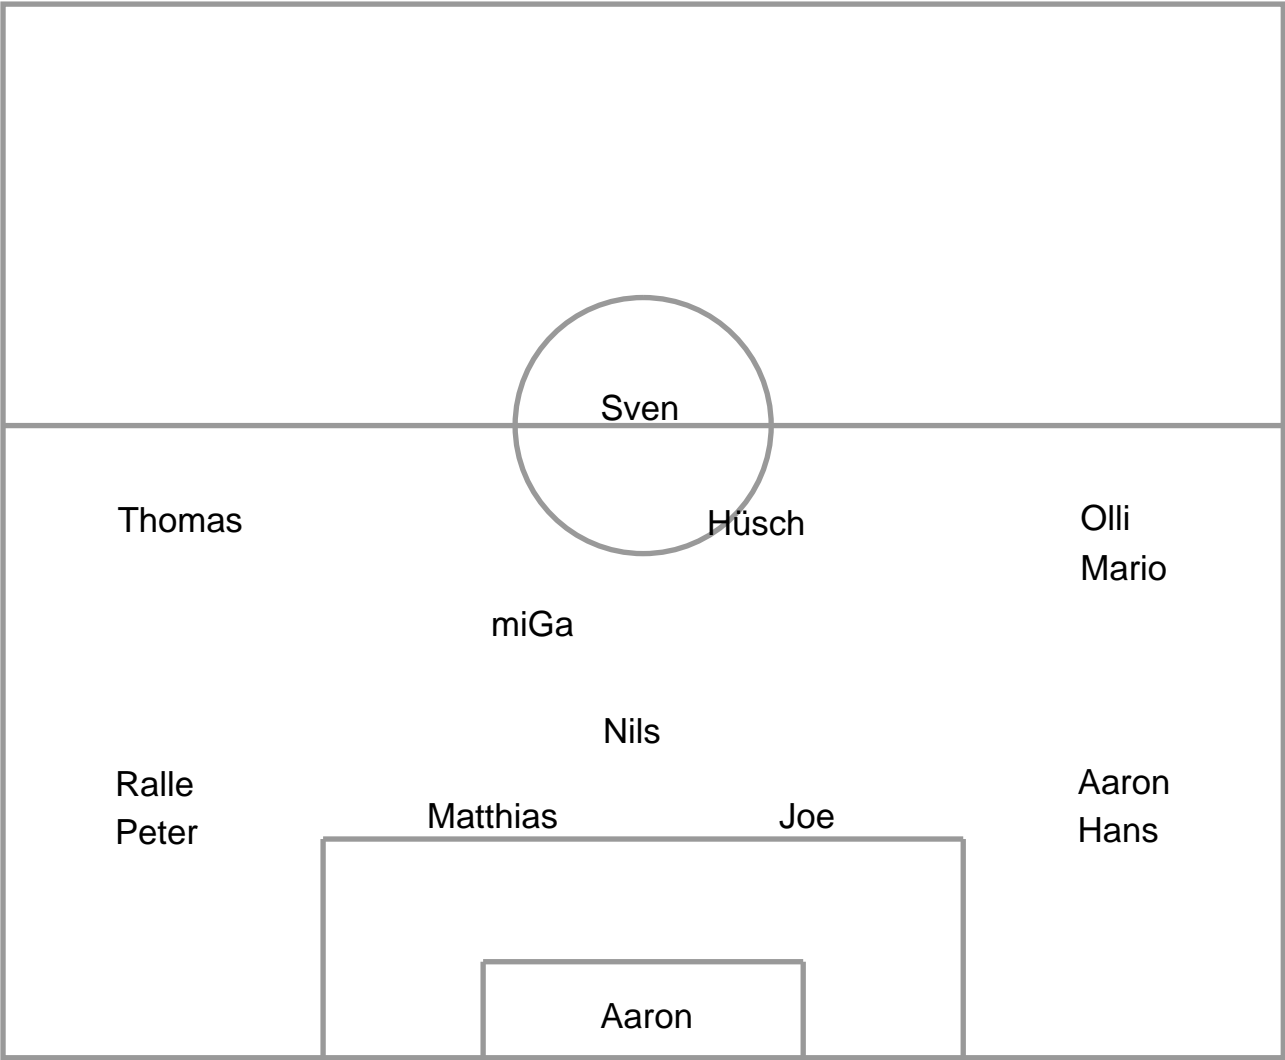 Sven
Thomas
Hüsch
Olli
Mario
miGa
Nils
Ralle
Peter
Matthias
Joe
Aaron
Hans
Aaron